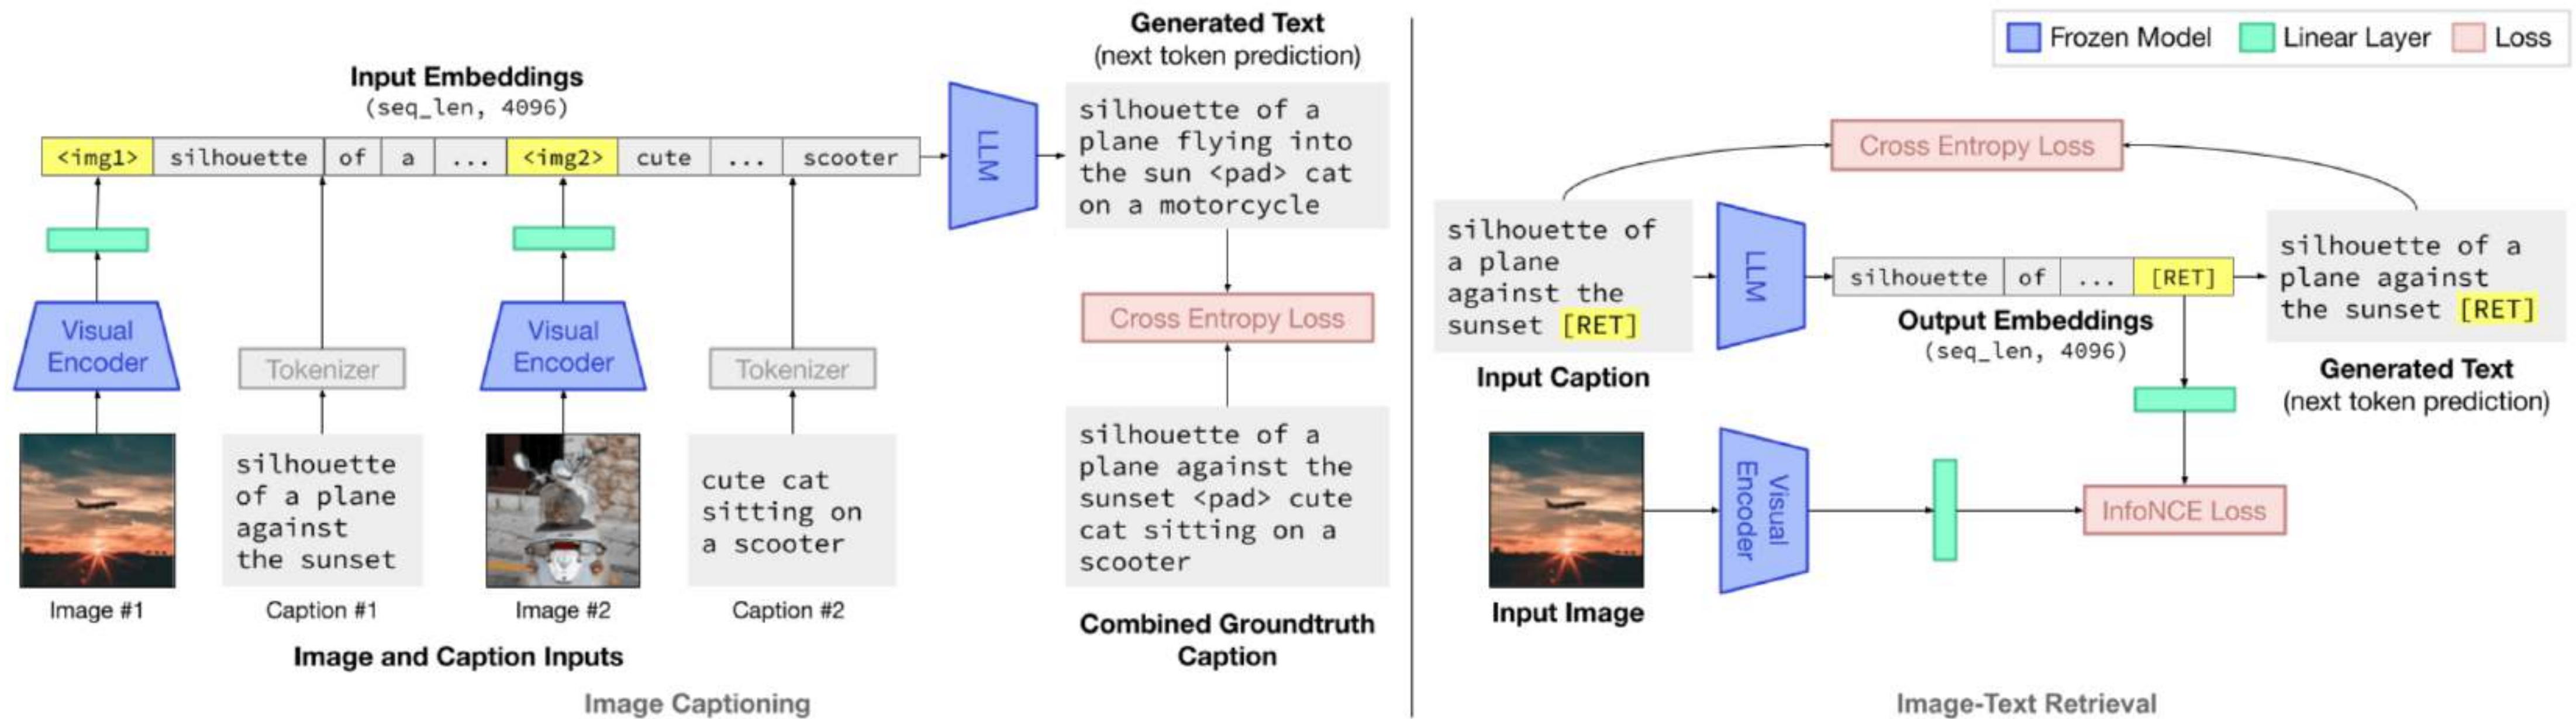 Input Embeddings
(seq_len, 4096)
<img1> silhouette of a ... <img2> cute ... scooter
Visual
Encoder
Tokenizer
Visual
Encoder
Tokenizer
silhouette
of a plane
against
the sunset
cute cat
sitting on
a scooter
Image #1
Caption #1
Image #2
Caption #2
Image and Caption Inputs
LLM
Generated Text
(next token prediction)
silhouette of a
plane flying into
the sun <pad> cat
on a motorcycle
Cross Entropy Loss
silhouette of a
plane against the
sunset <pad> cute
cat sitting on a
scooter
Combined Groundtruth
Caption
Image Captioning
Frozen Model
Linear Layer
Loss
Cross Entropy Loss
silhouette of
a plane
against the
sunset [RET]
Input Caption
LLM
silhouette of ... [RET]
Output Embeddings
(seq_len, 4096)
silhouette of a
plane against
the sunset [RET]
Generated Text
(next token prediction)
Input Image
Visual
Encoder
InfoNCE Loss
Image-Text Retrieval